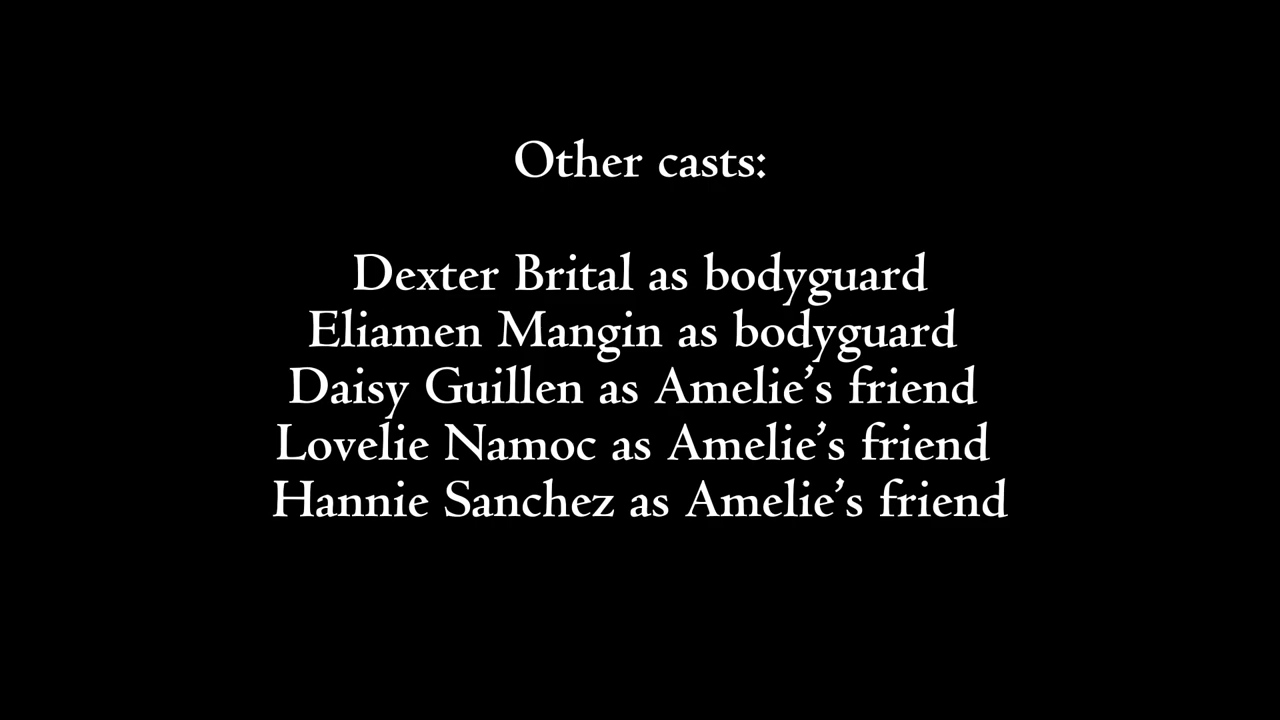 Other casts:
Dexter Brital as bodyguard
Eliamen Mangin as bodyguard
Daisy Guillen as Amelie’s friend
Lovelie Namoc as Amelie’s friend
Hannie Sanchez as Amelie’s friend